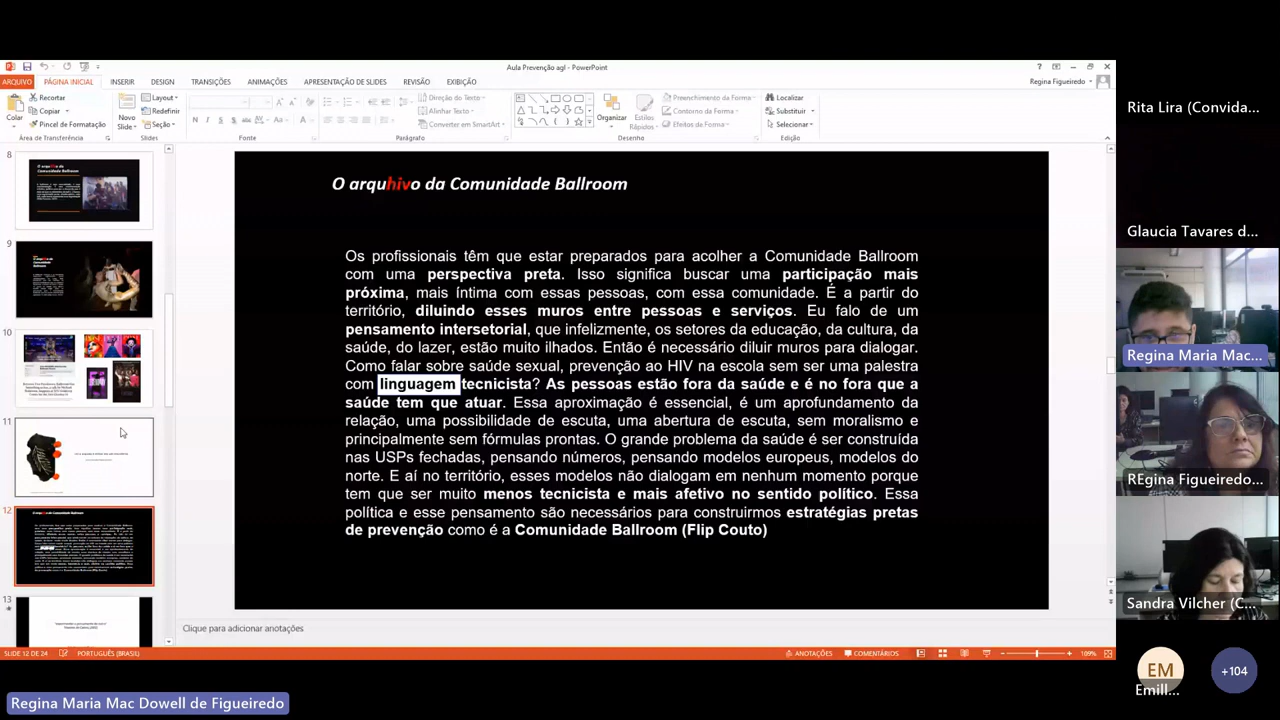 Aula Prevenção agl - PowerPoint
ARQUIVO PÁGINA INICIAL INSERIR DESIGN TRANSIÇÕES ANIMAÇÕES APRESENTAÇÃO DE SLIDES REVISÃO EXIBIÇÃO Regina Figueiredo
Colar
Recortar
Copiar
Pincel de Formatação
Área de Transferência
Novo Slide
Layout
Redefinir
Seção
Slides
Fonte
Direção do Texto
Alinhar Texto
Converter em SmartArt
Parágrafo
Organizar
Estilos Rápidos
Preenchimento da Forma
Contorno da Forma
Efeitos de Forma
Desenho
Localizar
Substituir
Selecionar
Edição
8
O arquhivo da
Comunidade Ballroom
9
10
11
12
O arquhivo da Comunidade Ballroom
13
O arquhivo da Comunidade Ballroom
Os profissionais têm que estar preparados para acolher a Comunidade Ballroom
com uma perspectiva preta. Isso significa buscar uma participação mais
próxima, mais íntima com essas pessoas, com essa comunidade. É a partir do
território, diluindo esses muros entre pessoas e serviços. Eu falo de um
pensamento intersetorial, que infelizmente, os setores da educação, da cultura, da
saúde, do lazer, estão muito ilhados. Então é necessário diluir muros para dialogar.
Como falar sobre saúde sexual, prevenção ao HIV na escola sem ser uma palestra
com linguagem tecnicista? As pessoas estão fora da saúde e é no fora que a
saúde tem que atuar. Essa aproximação é essencial, é um aprofundamento da
relação, uma possibilidade de escuta, uma abertura de escuta, sem moralismo e
principalmente sem fórmulas prontas. O grande problema da saúde é ser construída
nas USPs fechadas, pensando números, pensando modelos europeus, modelos do
norte. E aí no território, esses modelos não dialogam em nenhum momento porque
tem que ser muito menos tecnicista e mais afetivo no sentido político. Essa
política e esse pensamento são necessários para construirmos estratégias pretas
de prevenção com a Comunidade Ballroom (Flip Couto)
Clique para adicionar anotações
SLIDE 12 DE 24 PORTUGUÊS (BRASIL) ANOTAÇÕES COMENTÁRIOS 109%
Rita Lira (Convida...
Glaucia Tavares d...
Regina Maria Mac...
REgina Figueiredo...
Sandra Vilcher (C...
EM
Emill...
+104
Regina Maria Mac Dowell de Figueiredo